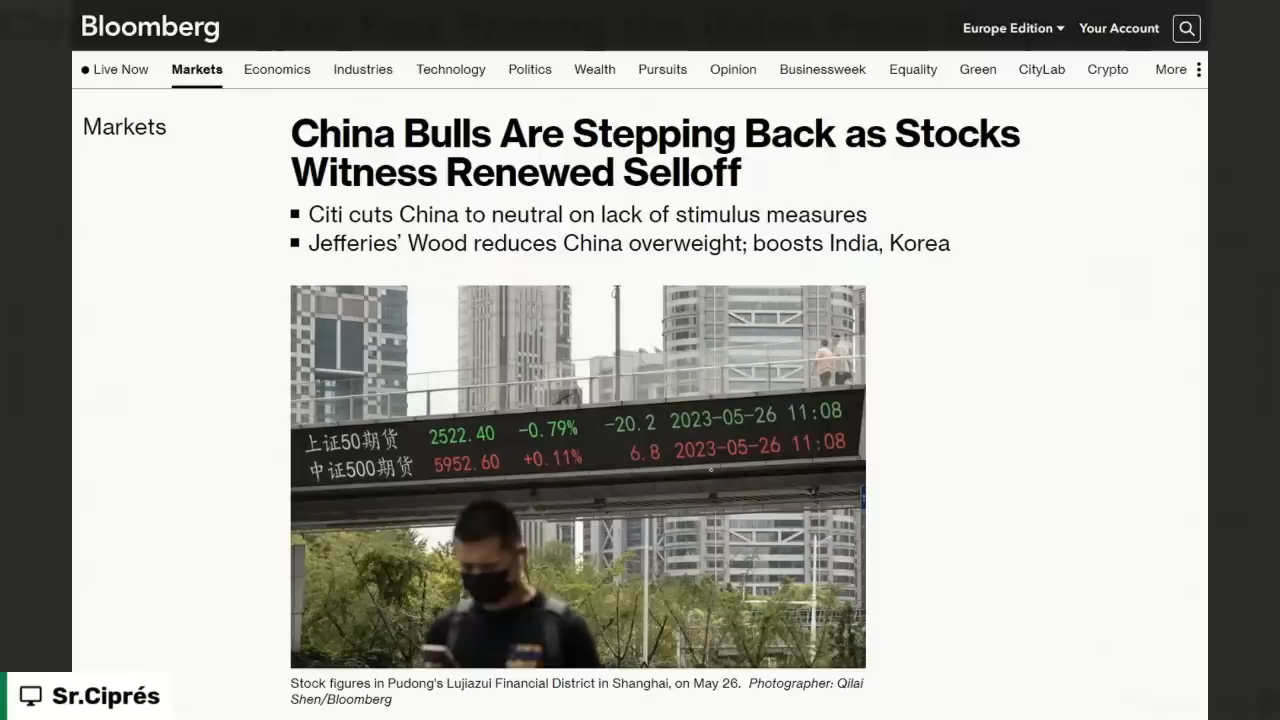 Bloomberg
Europe Edition
Your Account
Live Now
Markets
Economics
Industries
Technology
Politics
Wealth
Pursuits
Opinion
Businessweek
Equality
Green
CityLab
Crypto
More
Markets
China Bulls Are Stepping Back as Stocks
Witness Renewed Selloff
Citi cuts China to neutral on lack of stimulus measures
Jefferies' Wood reduces China overweight; boosts India, Korea
上证50期货 2522.40 -0.79% -20.2 2023-05-26 11:08
中证500期货 5952.60 +0.11% 6.8 2023-05-26 11:08
Stock figures in Pudong's Lujiazui Financial District in Shanghai, on May 26. Photographer: Qilai
Shen/Bloomberg
Sr.Ciprés